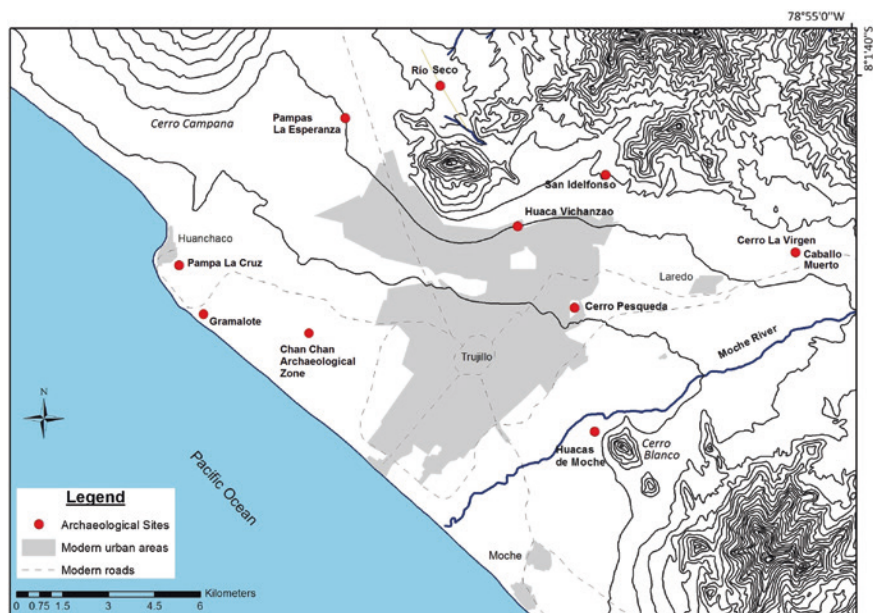 78°55'0"W
8°1'40"S
Río Seco
Cerro Campana
Pampas
La Esperanza
San Idelfonso
Huaca Vichanzao
Huanchaco
Cerro La Virgen
Caballo
Muerto
Pampa La Cruz
Laredo
Cerro Pesqueda
Gramalote
Chan Chan
Archaeological
Zone
Moche River
Trujillo
N
Huacas
de Moche
Cerro
Blanco
Pacific Ocean
Legend
Archaeological Sites
Modern urban areas
Modern roads
Moche
Kilometers
0 0.75 1.5 3 4.5 6